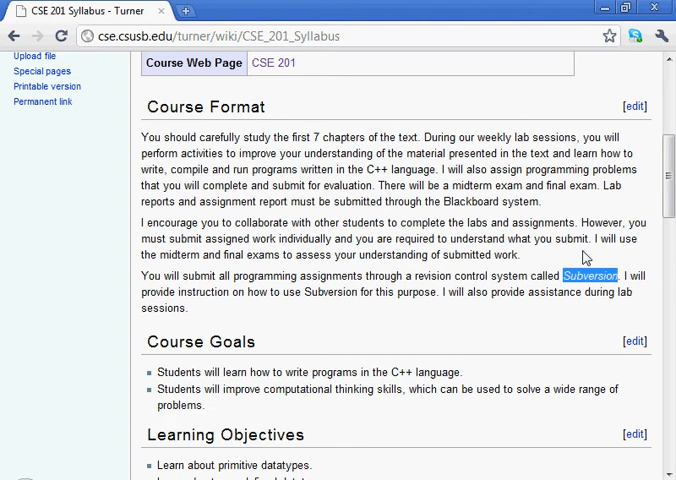 CSE 201 Syllabus - Turner
cse.csusb.edu/turner/wiki/CSE_201_Syllabus
Upload file
Special pages
Printable version
Permanent link
Course Web Page CSE 201
Course Format [edit]
You should carefully study the first 7 chapters of the text. During our weekly lab sessions, you will
perform activities to improve your understanding of the material presented in the text and learn how to
write, compile and run programs written in the C++ language. I will also assign programming problems
that you will complete and submit for evaluation. There will be a midterm exam and final exam. Lab
reports and assignment report must be submitted through the Blackboard system.
I encourage you to collaborate with other students to complete the labs and assignments. However, you
must submit assigned work individually and you are required to understand what you submit. I will use
the midterm and final exams to assess your understanding of submitted work.
You will submit all programming assignments through a revision control system called Subversion. I will
provide instruction on how to use Subversion for this purpose. I will also provide assistance during lab
sessions.
Course Goals [edit]
Students will learn how to write programs in the C++ language.
Students will improve computational thinking skills, which can be used to solve a wide range of
problems.
Learning Objectives [edit]
Learn about primitive datatypes.